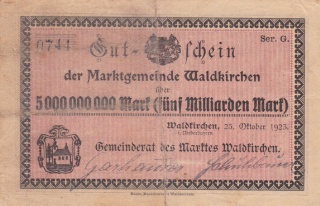 0744
Ser. G.
Gut-schein
der Marktgemeinde Waldkirchen
über
5 000 000 000 Mark (fünf Milliarden Mark)
Waldkirchen, 25. Oktober 1923.
Gemeinderat des Marktes Waldkirchen.